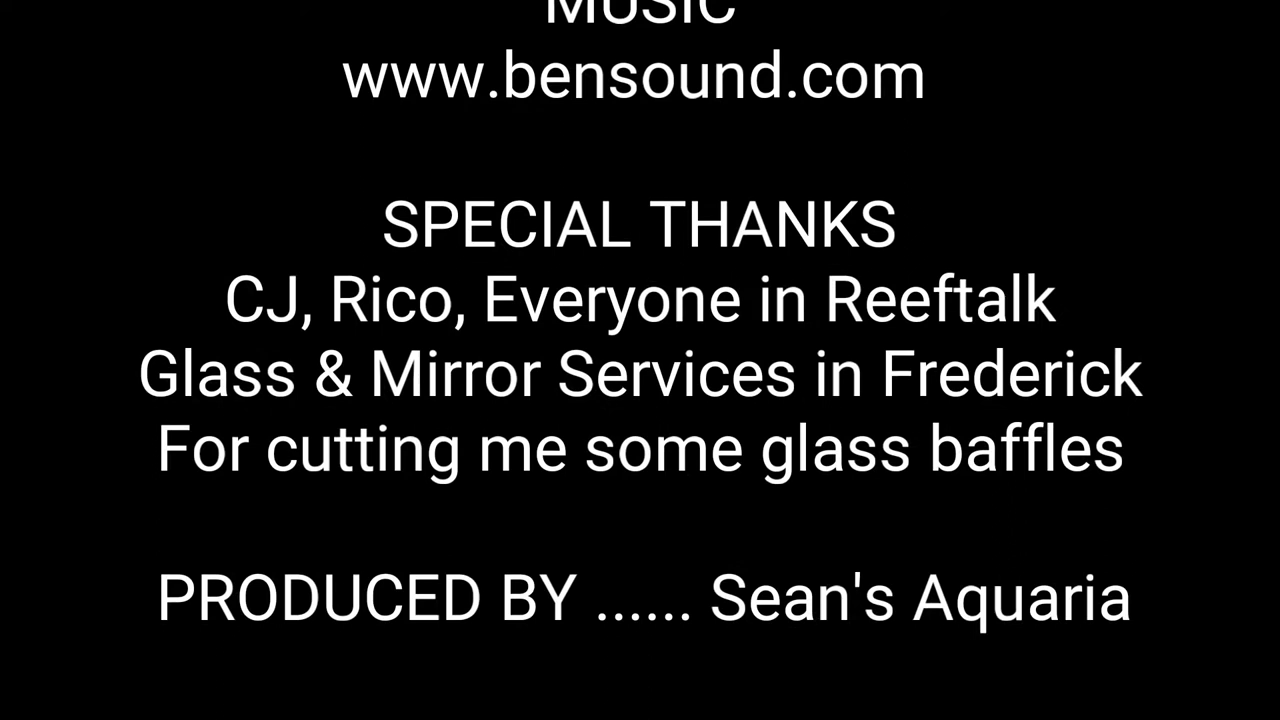 MUSIC
www.bensound.com
SPECIAL THANKS
CJ, Rico, Everyone in Reeftalk
Glass & Mirror Services in Frederick
For cutting me some glass baffles
PRODUCED BY ...... Sean's Aquaria